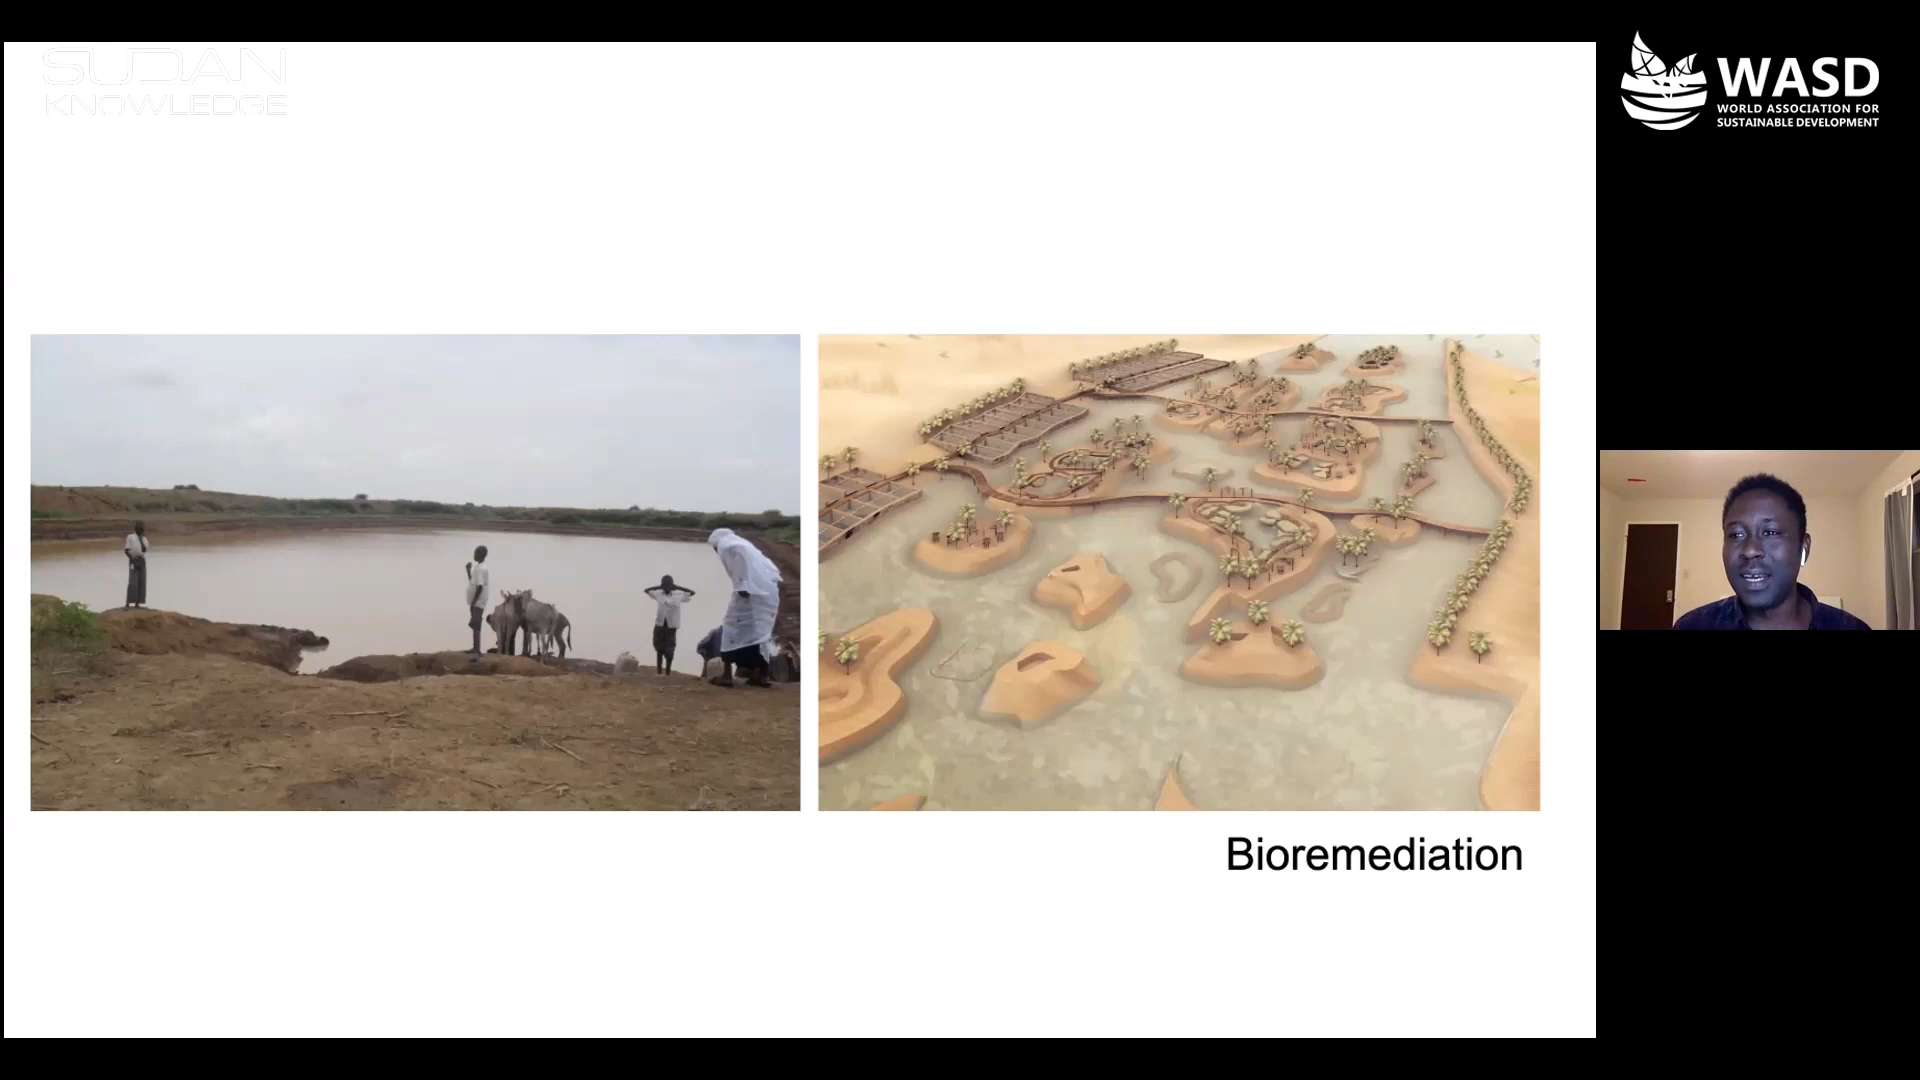 SUDAN
KNOWLEDGE
WASD
WORLD ASSOCIATION FOR
SUSTAINABLE DEVELOPMENT
Bioremediation